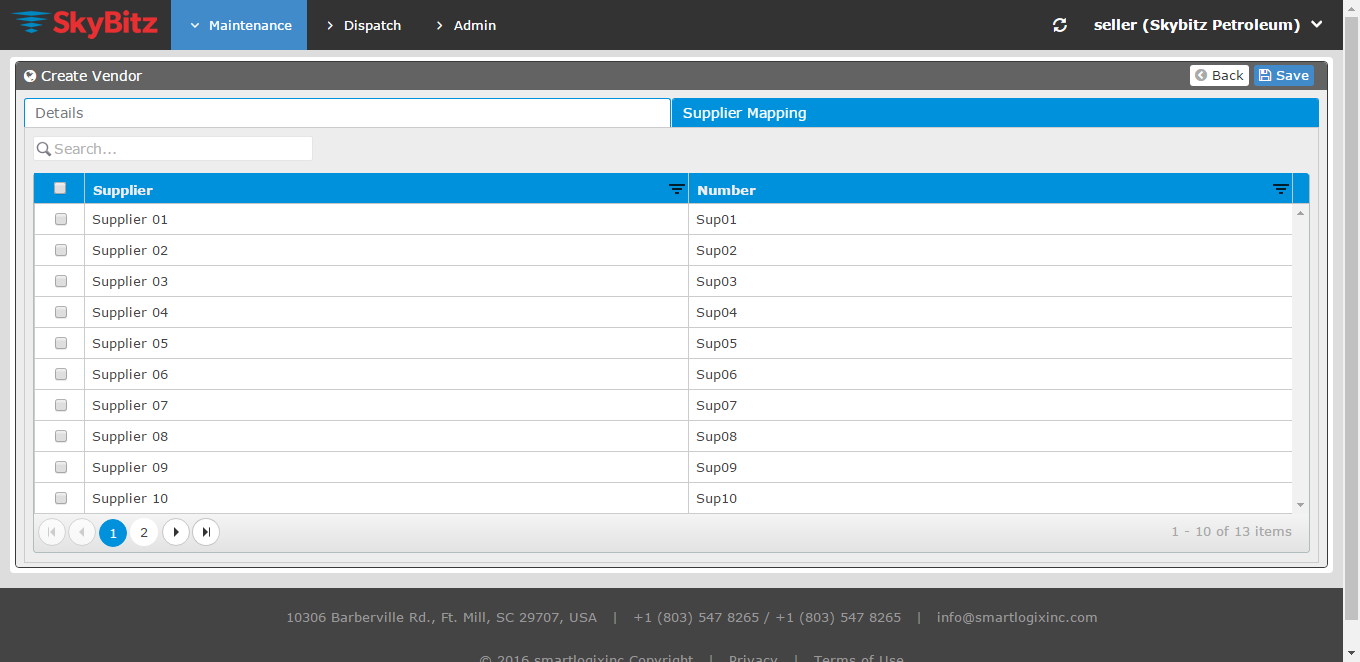 SkyBitz Maintenance Dispatch Admin seller (Skybitz Petroleum)
Create Vendor Back Save
Details Supplier Mapping
Search...
Supplier Number
Supplier 01 Sup01
Supplier 02 Sup02
Supplier 03 Sup03
Supplier 04 Sup04
Supplier 05 Sup05
Supplier 06 Sup06
Supplier 07 Sup07
Supplier 08 Sup08
Supplier 09 Sup09
Supplier 10 Sup10
1 2 1 - 10 of 13 items
10306 Barberville Rd., Ft. Mill, SC 29707, USA | +1 (803) 547 8265 / +1 (803) 547 8265 | info@smartlogixinc.com
© 2016 smartlogixinc Copyright | Privacy | Terms of Use